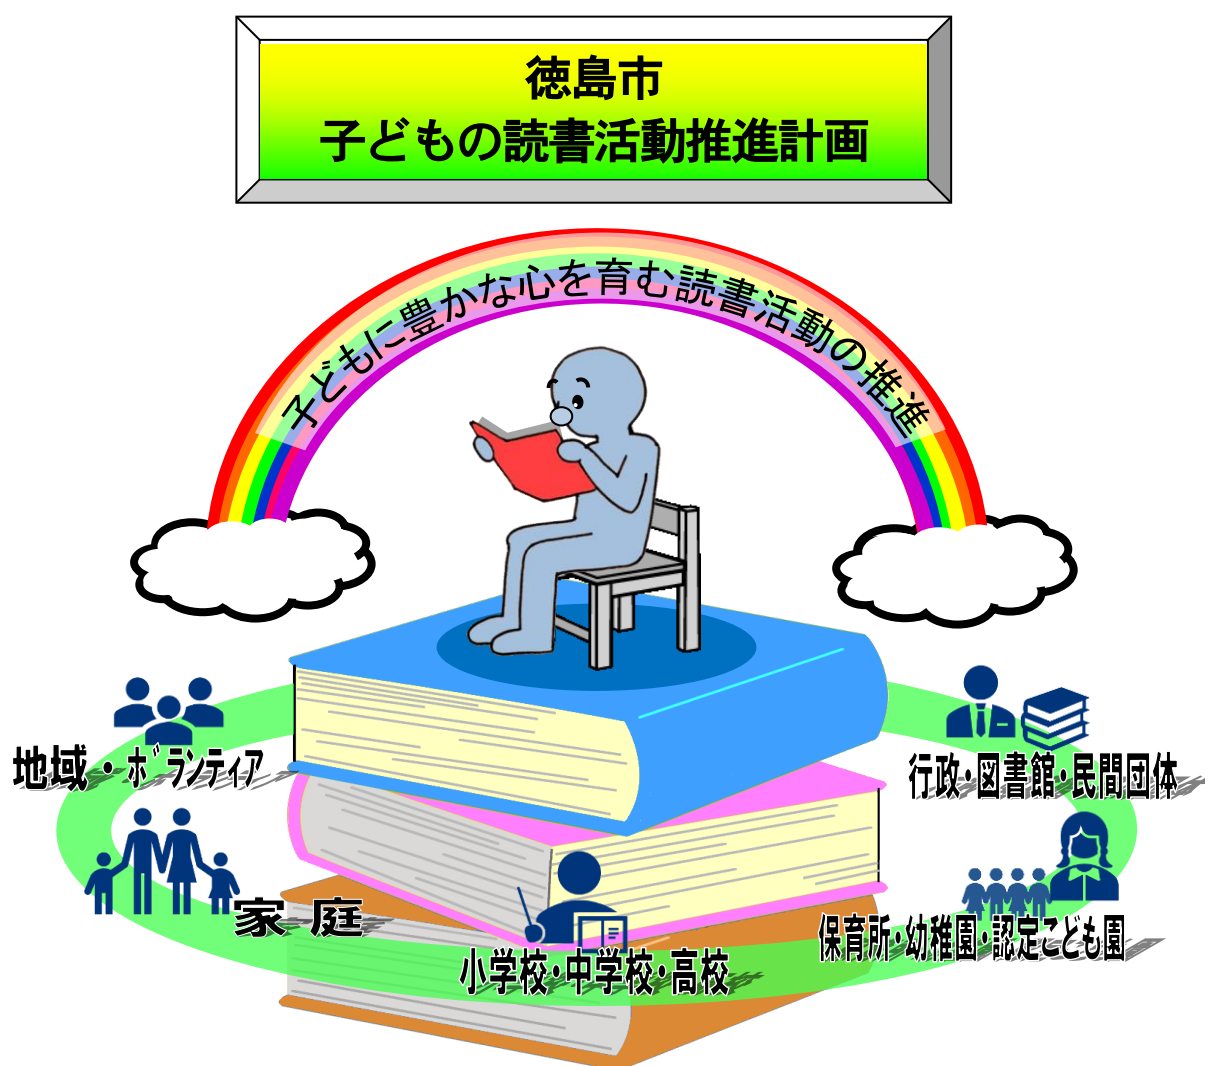 徳島市
子どもの読書活動推進計画
子どもに豊かな心を育む読書活動の推進
地域・ボランティア
行政・図書館・民間団体
家 庭
保育所・幼稚園・認定こども園
小学校・中学校・高校